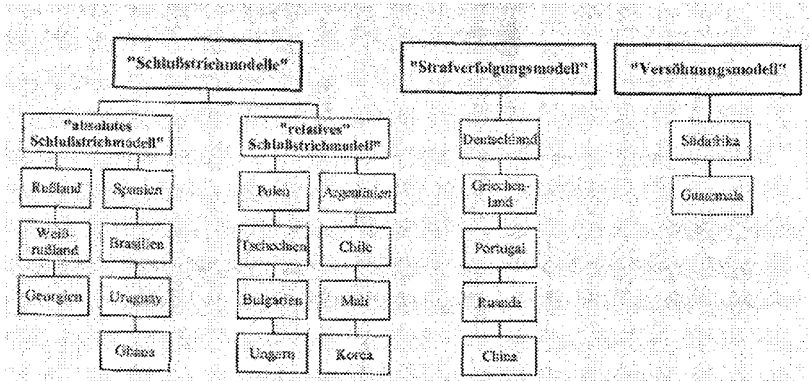 "Schlußstrichmodelle"
"absolutes
Schlußstrichmodell"
Rußland
Weiß-
rußland
Georgien
Spanien
Brasilien
Uruguay
Ghana
"relatives"
Schlußstrichmodell"
Polen
Tschechien
Bulgarien
Ungarn
Argentinien
Chile
Mali
Korea
"Strafverfolgungsmodell"
Deutschland
Griechen-
land
Portugal
Ruanda
China
"Versöhnungsmodell"
Südafrika
Guatemala